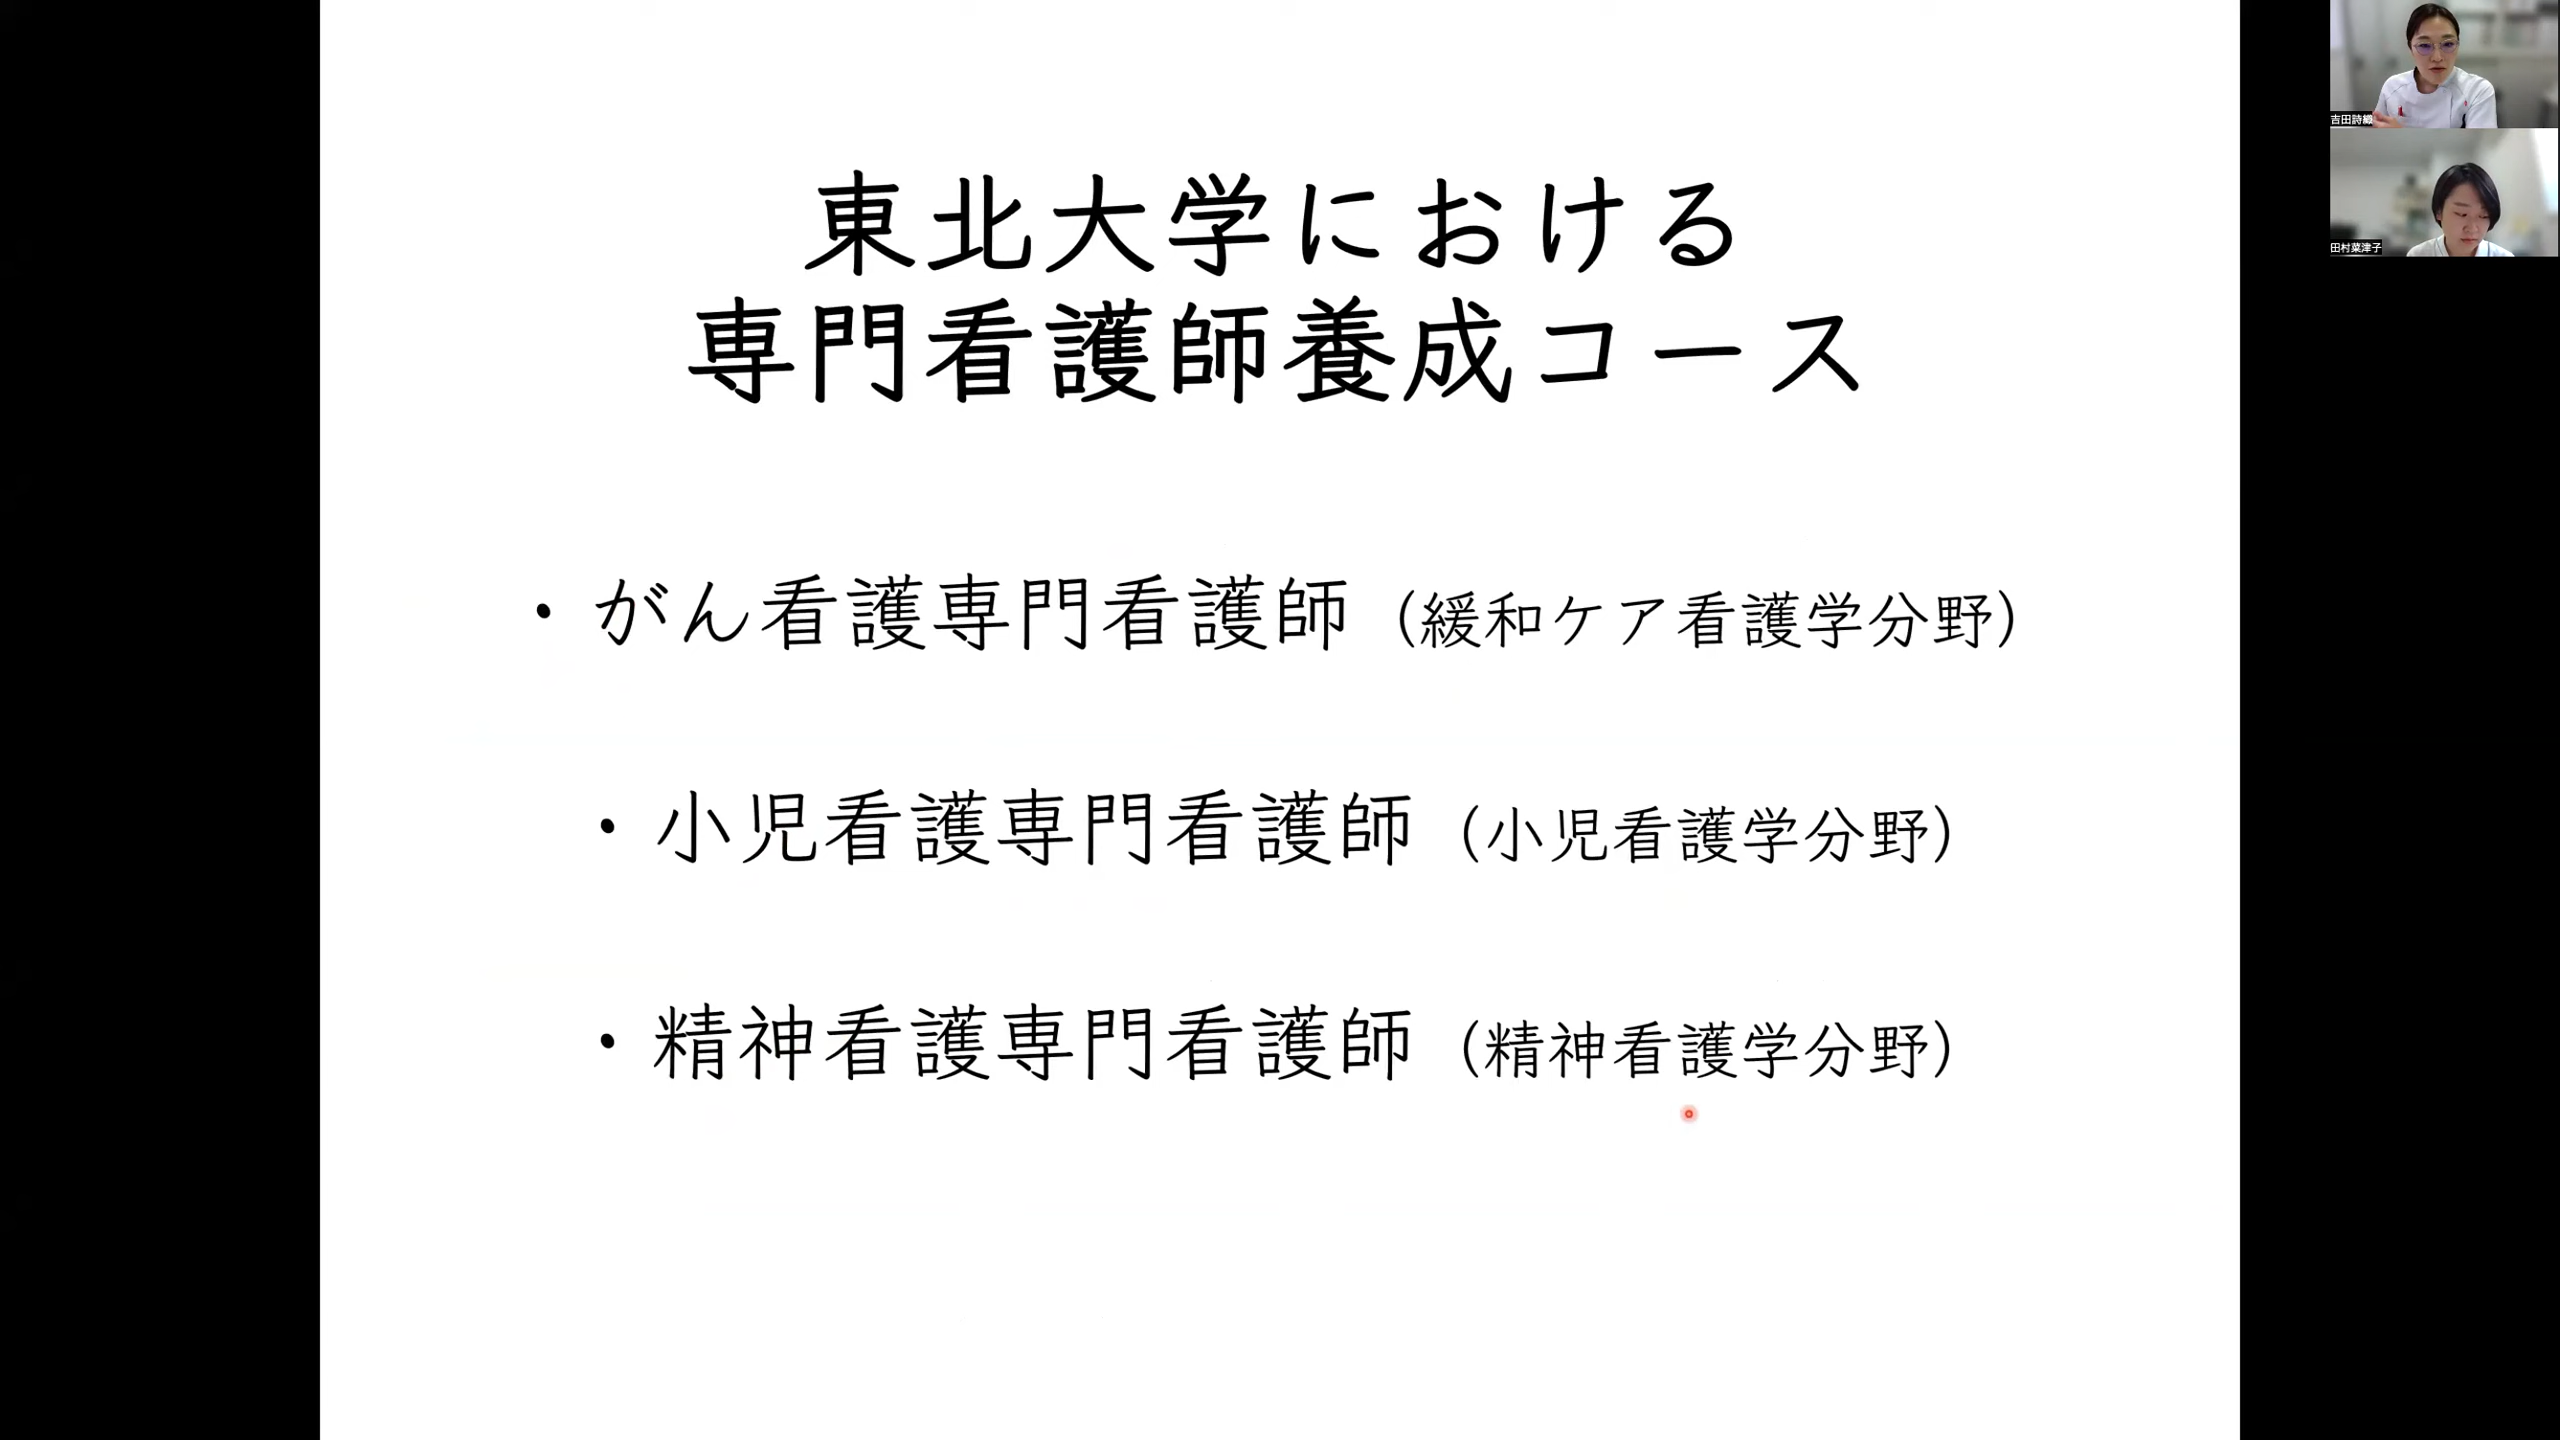 東北大学における
専門看護師養成コース
・がん看護専門看護師（緩和ケア看護学分野）
・小児看護専門看護師（小児看護学分野）
・精神看護専門看護師（精神看護学分野）
吉田詩織
田村菜津子